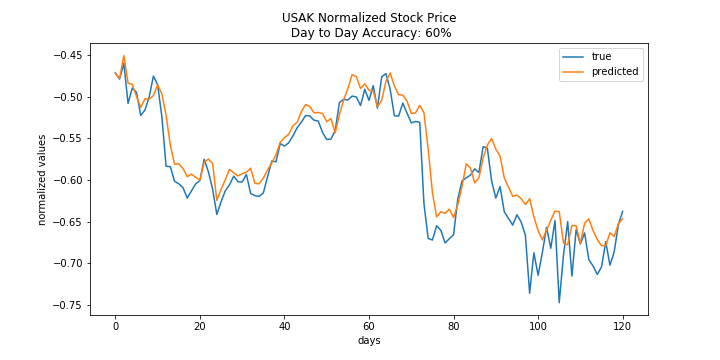 USAK Normalized Stock Price
Day to Day Accuracy: 60%
true
predicted
normalized values
−0.45
−0.50
−0.55
−0.60
−0.65
−0.70
−0.75
0
20
40
60
80
100
120
days